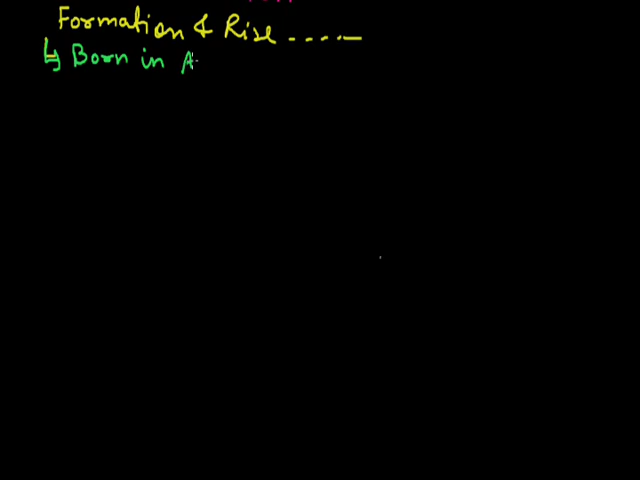 Formation & Rise .....—
↳ Born in A